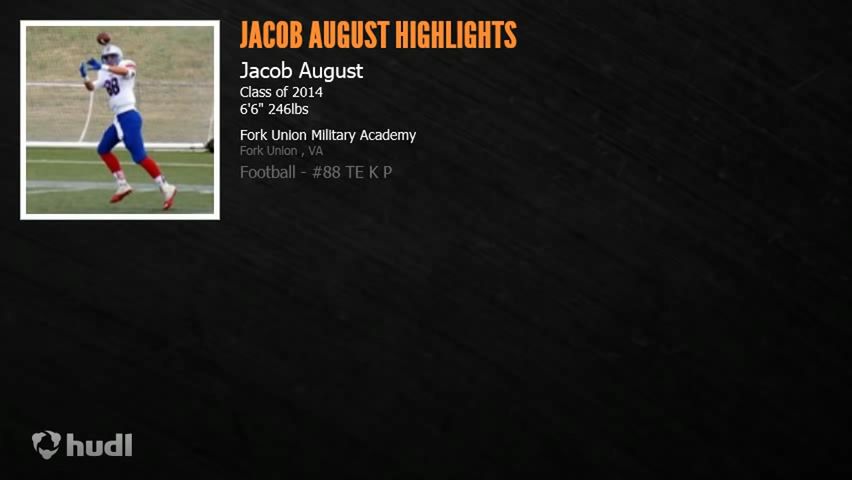 JACOB AUGUST HIGHLIGHTS
Jacob August
Class of 2014
6'6" 246lbs
Fork Union Military Academy
Fork Union , VA
Football - #88 TE K P
88
hudl